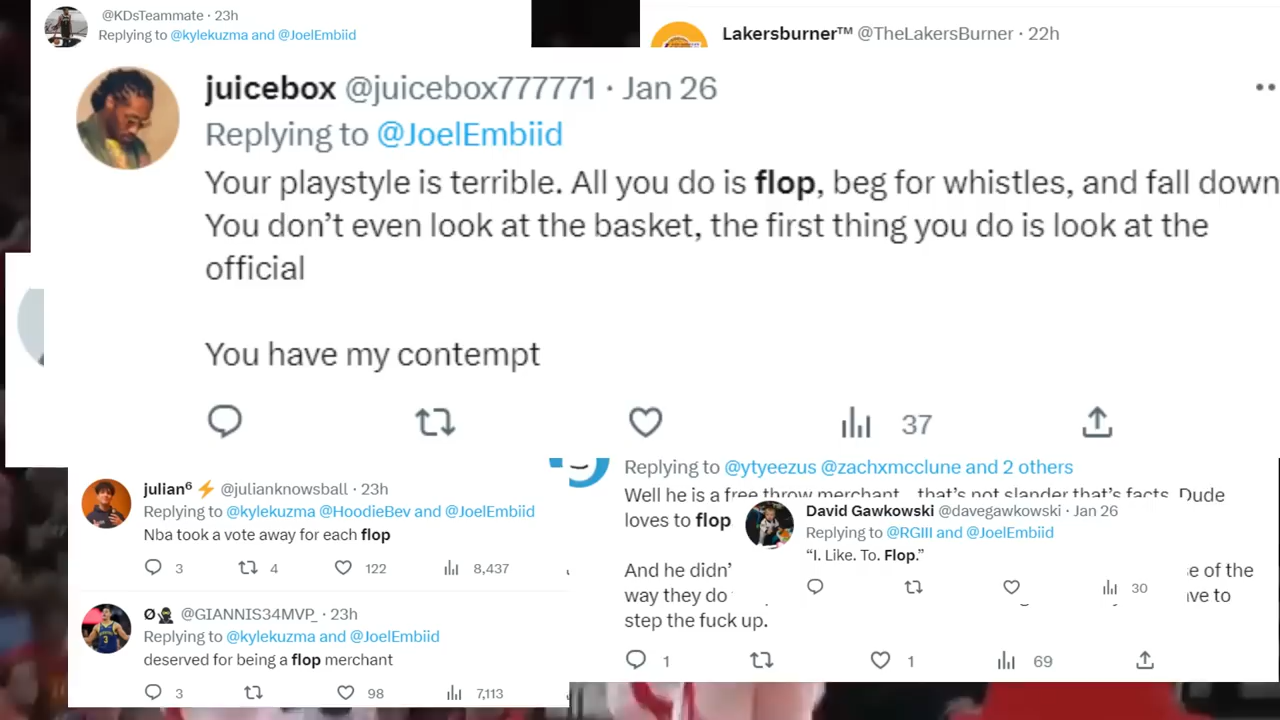 @KDsTeammate · 23h
Replying to @kylekuzma and @JoelEmbiid
Lakersburner™ @TheLakersBurner · 22h
juicebox @juicebox777771 · Jan 26
Replying to @JoelEmbiid
Your playstyle is terrible. All you do is flop, beg for whistles, and fall down
You don’t even look at the basket, the first thing you do is look at the
official
You have my contempt
37
julian⁶ ⚡ @julianknowsball · 23h
Replying to @kylekuzma @HoodieBev and @JoelEmbiid
Nba took a vote away for each flop
3 4 122 8,437
Ø @GIANNIS34MVP_ · 23h
Replying to @kylekuzma and @JoelEmbiid
deserved for being a flop merchant
3 98 7,113
Replying to @ytyeezus @zachxmcclune and 2 others
Well he is a free throw merchant.. that’s not slander that’s facts. Dude
loves to flop
And he didn’ se of the
way they do ave to
step the fuck up.
1 1 69
David Gawkowski @davegawkowski · Jan 26
Replying to @RGIII and @JoelEmbiid
“I. Like. To. Flop.”
30